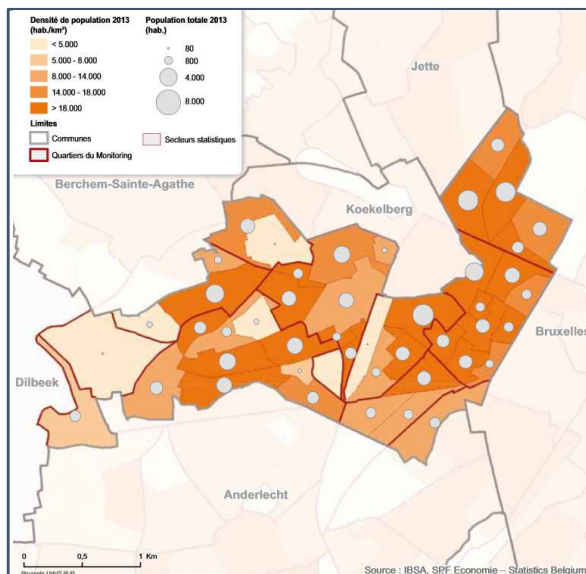 Densité de population 2013
(hab./km²)
< 5.000
5.000 - 8.000
8.000 - 14.000
14.000 - 18.000
> 18.000
Population totale 2013
(hab.)
80
800
4.000
8.000
Limites
Communes
Quartiers du Monitoring
Secteurs statistiques
Jette
Berchem-Sainte-Agathe
Koekelberg
Bruxelles
Dilbeek
Anderlecht
0
0,5
1 Km
Source : IBSA, SPF Economie – Statistics Belgium